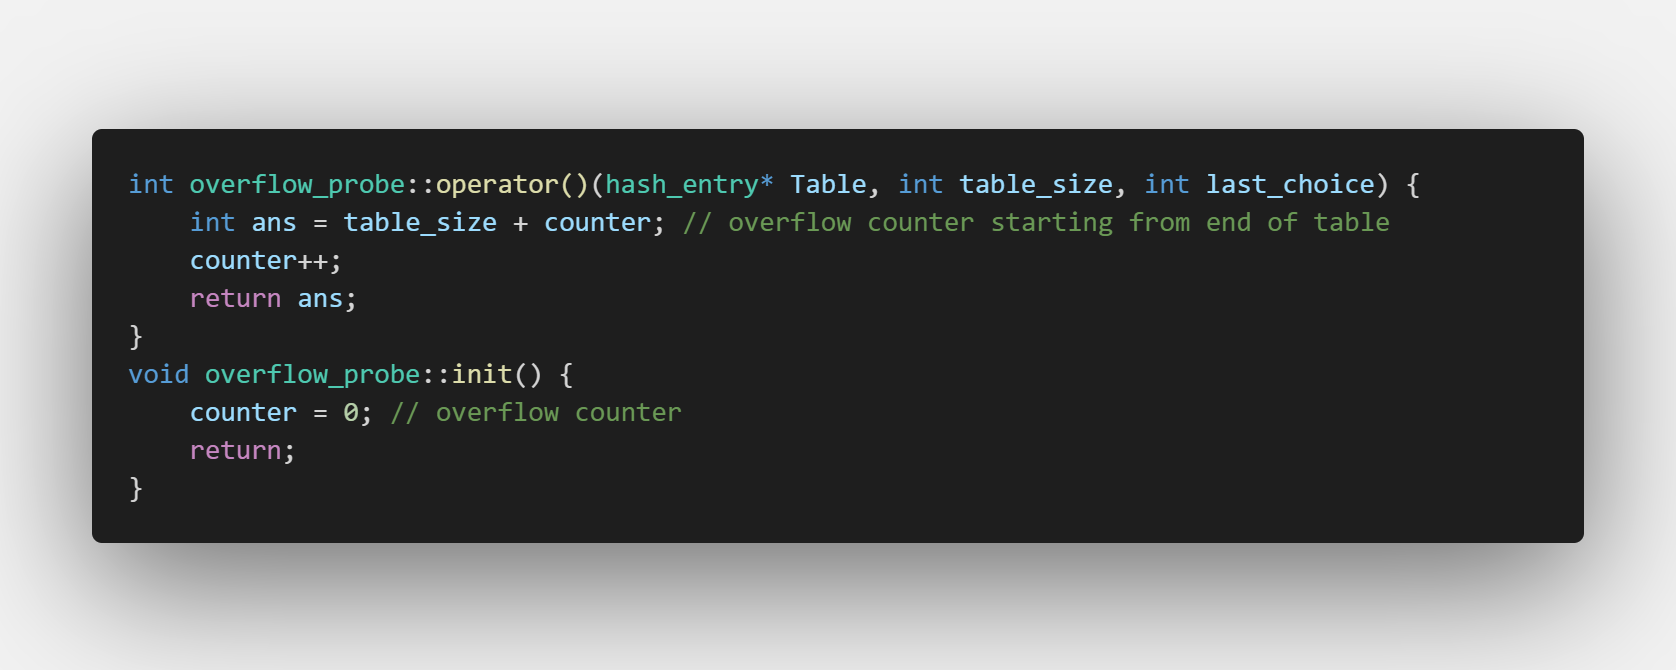 int overflow_probe::operator()(hash_entry* Table, int table_size, int last_choice) {
    int ans = table_size + counter; // overflow counter starting from end of table
    counter++;
    return ans;
}
void overflow_probe::init() {
    counter = 0; // overflow counter
    return;
}